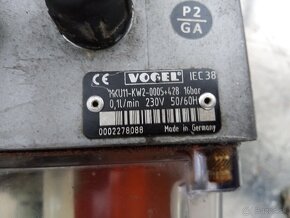 P2
GA
CE VOGEL IEC 38
MKU11-KW2-0005+428 16bar
0,1L/min 230V 50/60H
0002278088 Made in Germany